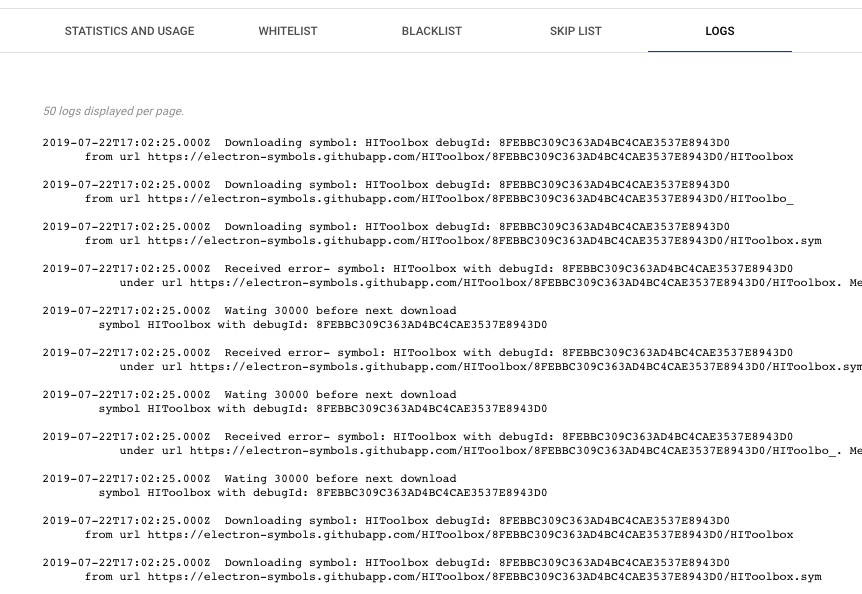 STATISTICS AND USAGE WHITELIST BLACKLIST SKIP LIST LOGS
50 logs displayed per page.
2019-07-22T17:02:25.000Z Downloading symbol: HIToolbox debugId: 8FEBBC309C363AD4BC4CAE3537E8943D0
from url https://electron-symbols.githubapp.com/HIToolbox/8FEBBC309C363AD4BC4CAE3537E8943D0/HIToolbox
2019-07-22T17:02:25.000Z Downloading symbol: HIToolbox debugId: 8FEBBC309C363AD4BC4CAE3537E8943D0
from url https://electron-symbols.githubapp.com/HIToolbox/8FEBBC309C363AD4BC4CAE3537E8943D0/HIToolbo_
2019-07-22T17:02:25.000Z Downloading symbol: HIToolbox debugId: 8FEBBC309C363AD4BC4CAE3537E8943D0
from url https://electron-symbols.githubapp.com/HIToolbox/8FEBBC309C363AD4BC4CAE3537E8943D0/HIToolbox.sym
2019-07-22T17:02:25.000Z Received error- symbol: HIToolbox with debugId: 8FEBBC309C363AD4BC4CAE3537E8943D0
under url https://electron-symbols.githubapp.com/HIToolbox/8FEBBC309C363AD4BC4CAE3537E8943D0/HIToolbox. Me
2019-07-22T17:02:25.000Z Wating 30000 before next download
symbol HIToolbox with debugId: 8FEBBC309C363AD4BC4CAE3537E8943D0
2019-07-22T17:02:25.000Z Received error- symbol: HIToolbox with debugId: 8FEBBC309C363AD4BC4CAE3537E8943D0
under url https://electron-symbols.githubapp.com/HIToolbox/8FEBBC309C363AD4BC4CAE3537E8943D0/HIToolbox.sym
2019-07-22T17:02:25.000Z Wating 30000 before next download
symbol HIToolbox with debugId: 8FEBBC309C363AD4BC4CAE3537E8943D0
2019-07-22T17:02:25.000Z Received error- symbol: HIToolbox with debugId: 8FEBBC309C363AD4BC4CAE3537E8943D0
under url https://electron-symbols.githubapp.com/HIToolbox/8FEBBC309C363AD4BC4CAE3537E8943D0/HIToolbo_. Me
2019-07-22T17:02:25.000Z Wating 30000 before next download
symbol HIToolbox with debugId: 8FEBBC309C363AD4BC4CAE3537E8943D0
2019-07-22T17:02:25.000Z Downloading symbol: HIToolbox debugId: 8FEBBC309C363AD4BC4CAE3537E8943D0
from url https://electron-symbols.githubapp.com/HIToolbox/8FEBBC309C363AD4BC4CAE3537E8943D0/HIToolbox
2019-07-22T17:02:25.000Z Downloading symbol: HIToolbox debugId: 8FEBBC309C363AD4BC4CAE3537E8943D0
from url https://electron-symbols.githubapp.com/HIToolbox/8FEBBC309C363AD4BC4CAE3537E8943D0/HIToolbox.sym